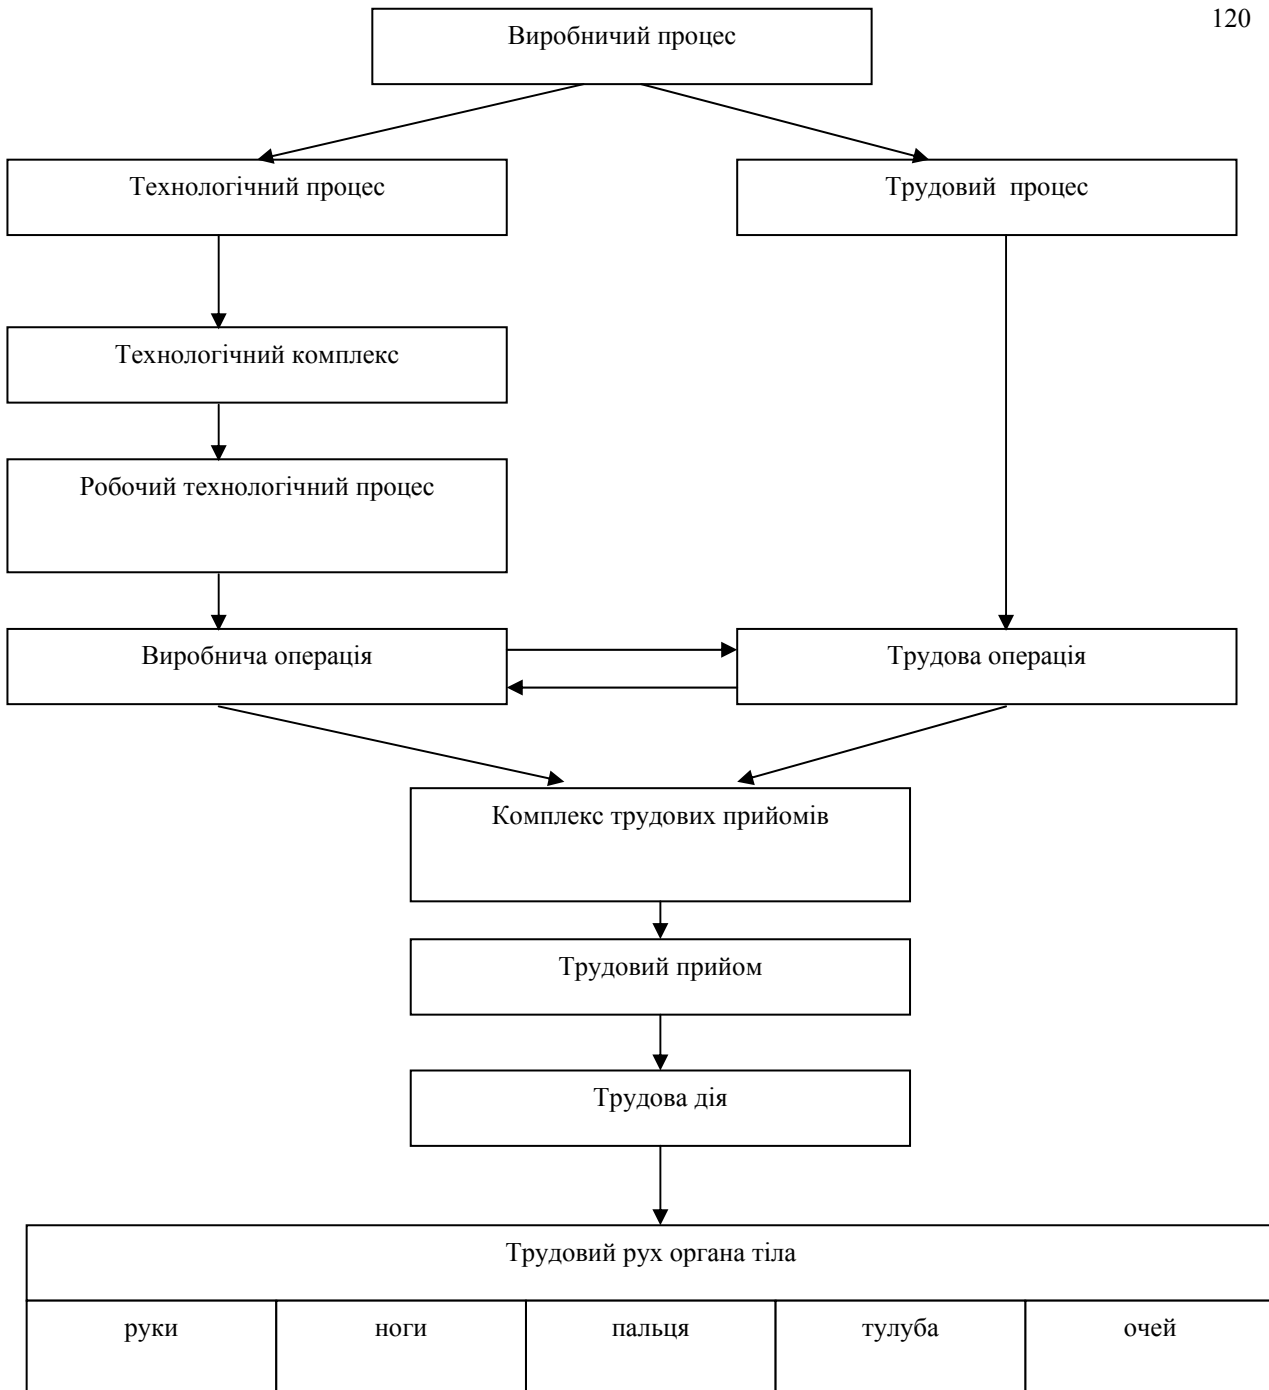 120
Виробничий процес
Технологічний процес
Трудовий процес
Технологічний комплекс
Робочий технологічний процес
Виробнича операція
Трудова операція
Комплекс трудових прийомів
Трудовий прийом
Трудова дія
Трудовий рух органа тіла
руки
ноги
пальця
тулуба
очей